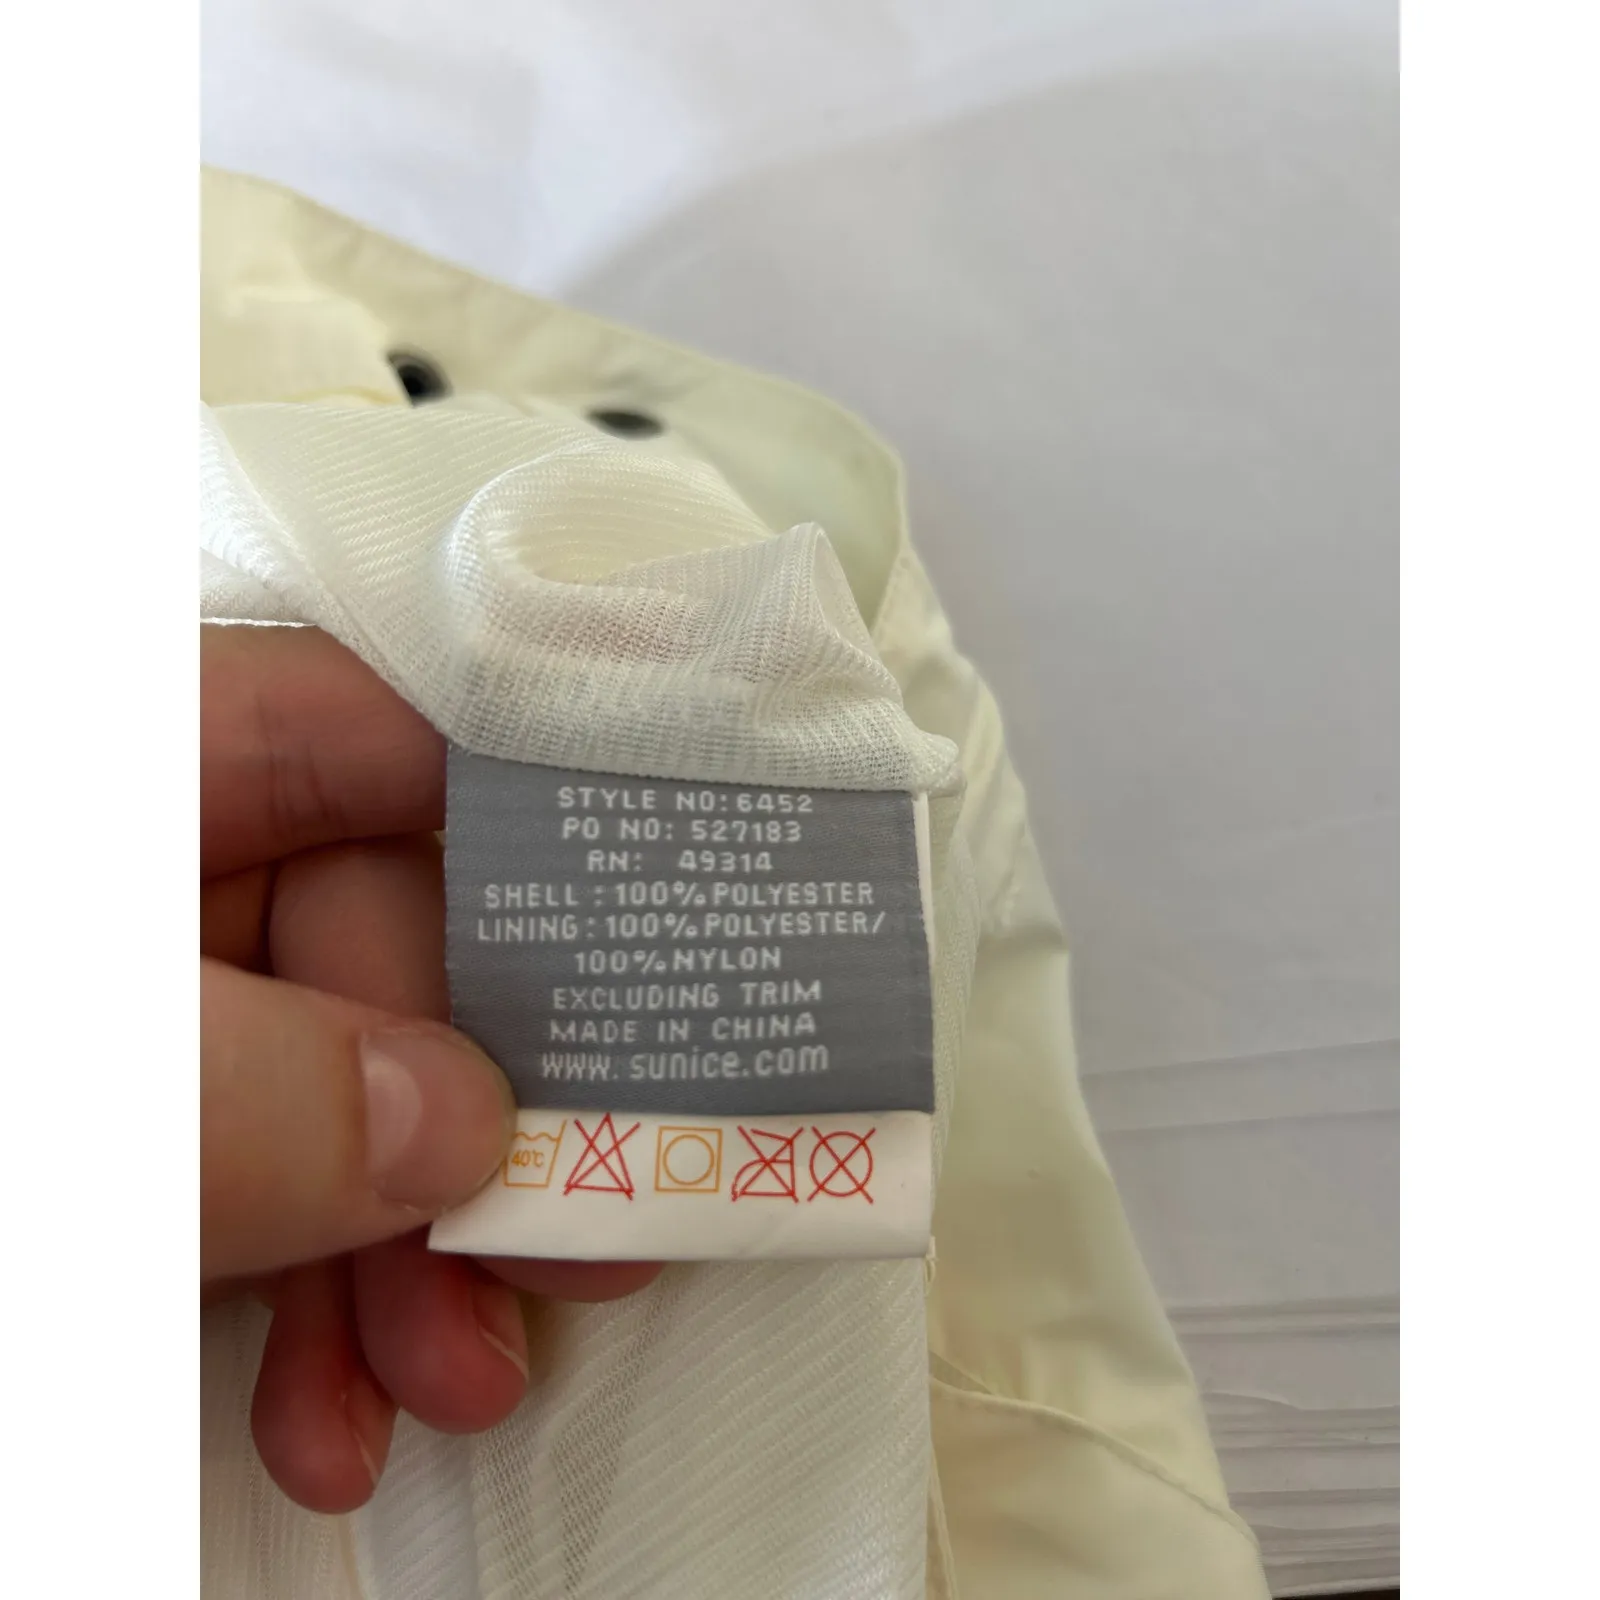 STYLE NO: 6452
PO NO: 527183
RN: 49314
SHELL : 100% POLYESTER
LINING : 100% POLYESTER/
100% NYLON
EXCLUDING TRIM
MADE IN CHINA
www.sunice.com
40°C